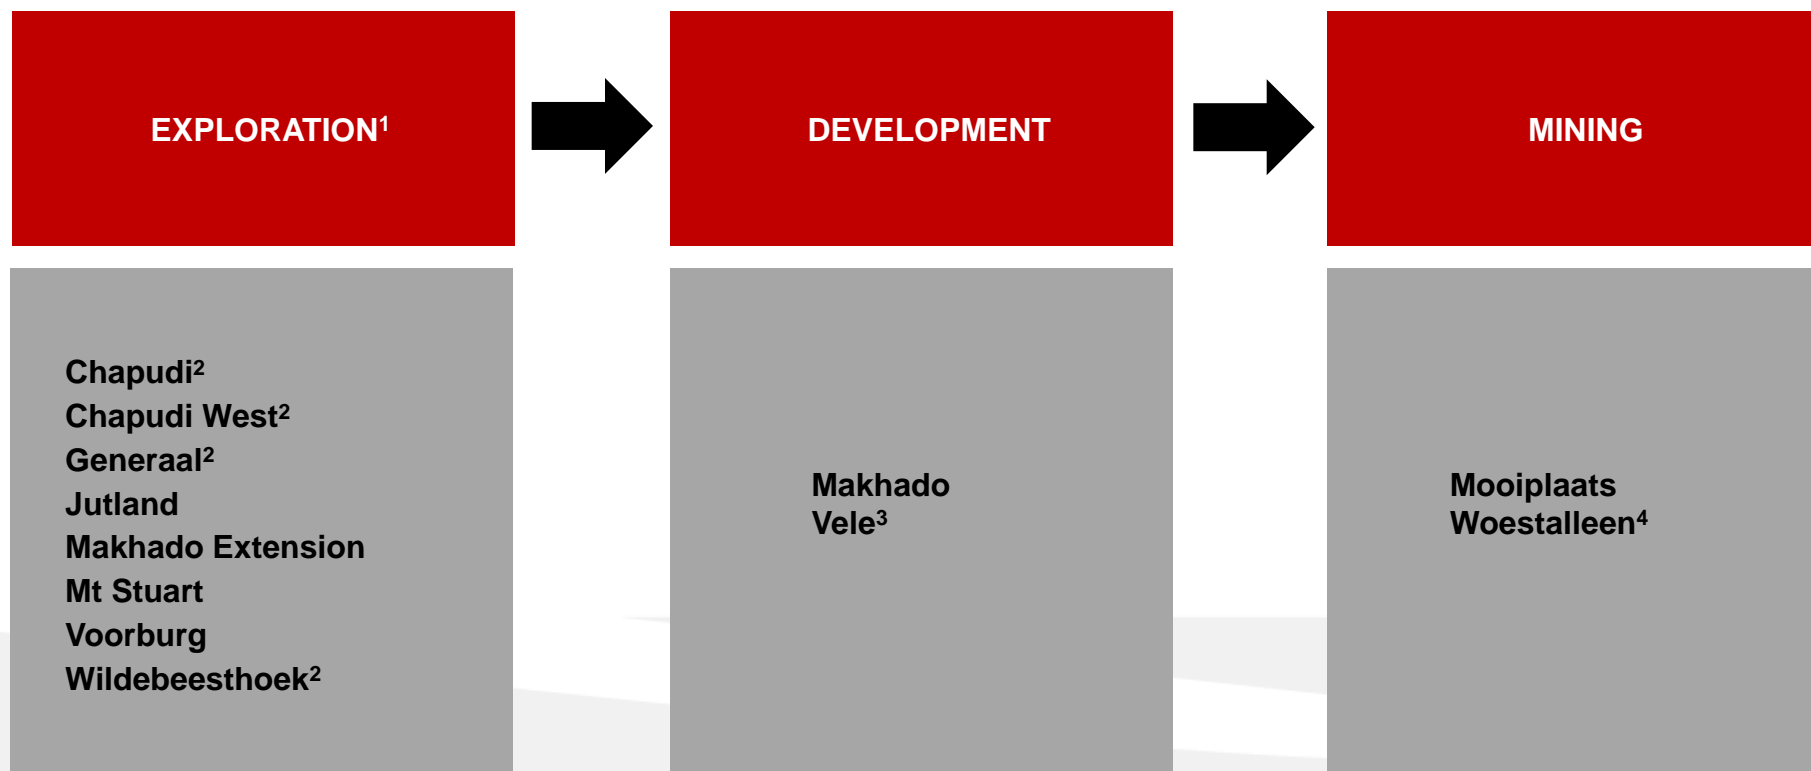 EXPLORATION¹
DEVELOPMENT
MINING
Chapudi²
Chapudi West²
Generaal²
Jutland
Makhado Extension
Mt Stuart
Voorburg
Wildebeesthoek²
Makhado
Vele³
Mooiplaats
Woestalleen⁴